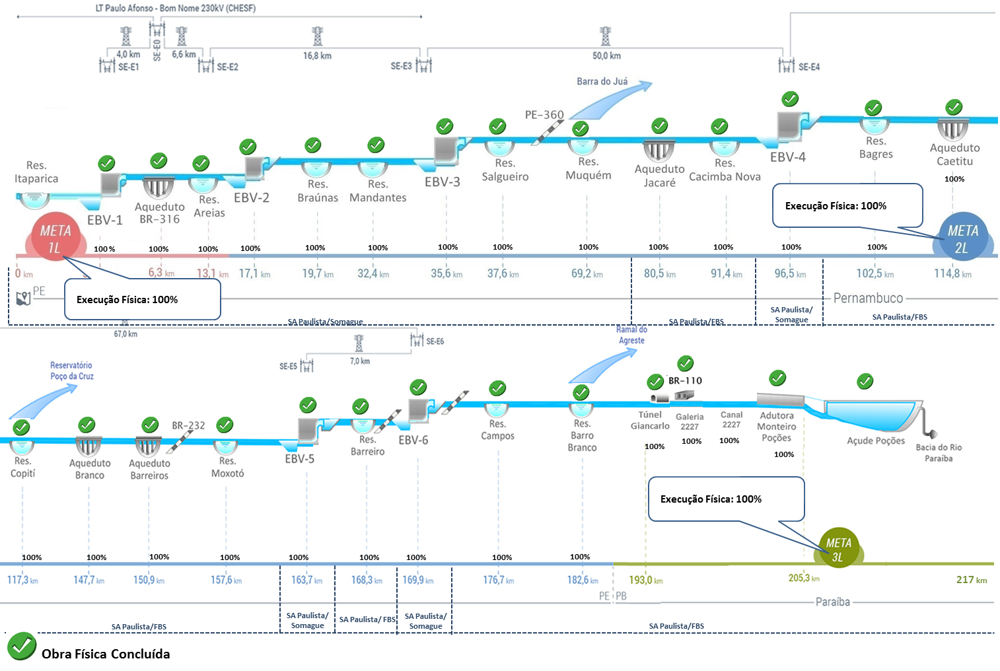 LT Paulo Afonso - Bom Nome 230kV (CHESF)
4,0 km
SE-E0
6,6 km
16,8 km
50,0 km
SE-E1
SE-E2
SE-E3
SE-E4
Barra do Juá
PE-360
Res.
Itaparica
EBV-1
Aqueduto
BR-316
Res.
Areias
EBV-2
Res.
Braúnas
Res.
Mandantes
EBV-3
Res.
Salgueiro
Res.
Muquém
Aqueduto
Jacaré
Res.
Cacimba Nova
EBV-4
Res.
Bagres
Aqueduto
Caetitu
100%
Execução Física: 100%
META
1L
META
2L
100 %
100%
100%
100%
100%
100%
100%
100%
100%
100%
100%
100%
100%
0 km
6,3 km
13,1 km
17,1 km
19,7 km
32,4 km
35,6 km
37,6 km
69,2 km
80,5 km
91,4 km
96,5 km
102,5 km
114,8 km
PE
Execução Física: 100%
Pernambuco
SA Paulista/Somague
SA Paulista/FBS
SA Paulista/
Somague
SA Paulista/FBS
67,0 km
SE-E5
7,0 km
SE-E6
Ramal do
Agreste
Reservatório
Poço da Cruz
BR-232
BR-110
Res.
Copití
Aqueduto
Branco
Aqueduto
Barreiros
Res.
Moxotó
EBV-5
Res.
Barreiro
EBV-6
Res.
Campos
Res.
Barro
Branco
Túnel
Giancarlo
100%
Galeria
2227
100%
Canal
2227
100%
Adutora
Monteiro
Poções
100%
Açude Poções
Bacia do Rio
Paraíba
Execução Física: 100%
META
3L
100%
100%
100%
100%
100%
100%
100%
100%
100%
117,3 km
147,7 km
150,9 km
157,6 km
163,7 km
168,3 km
169,9 km
176,7 km
182,6 km
193,0 km
205,3 km
217 km
PE
PB
Paraíba
SA Paulista/FBS
SA Paulista/
Somague
SA Paulista/ FBS
SA Paulista/
Somague
SA Paulista/FBS
Obra Física Concluída